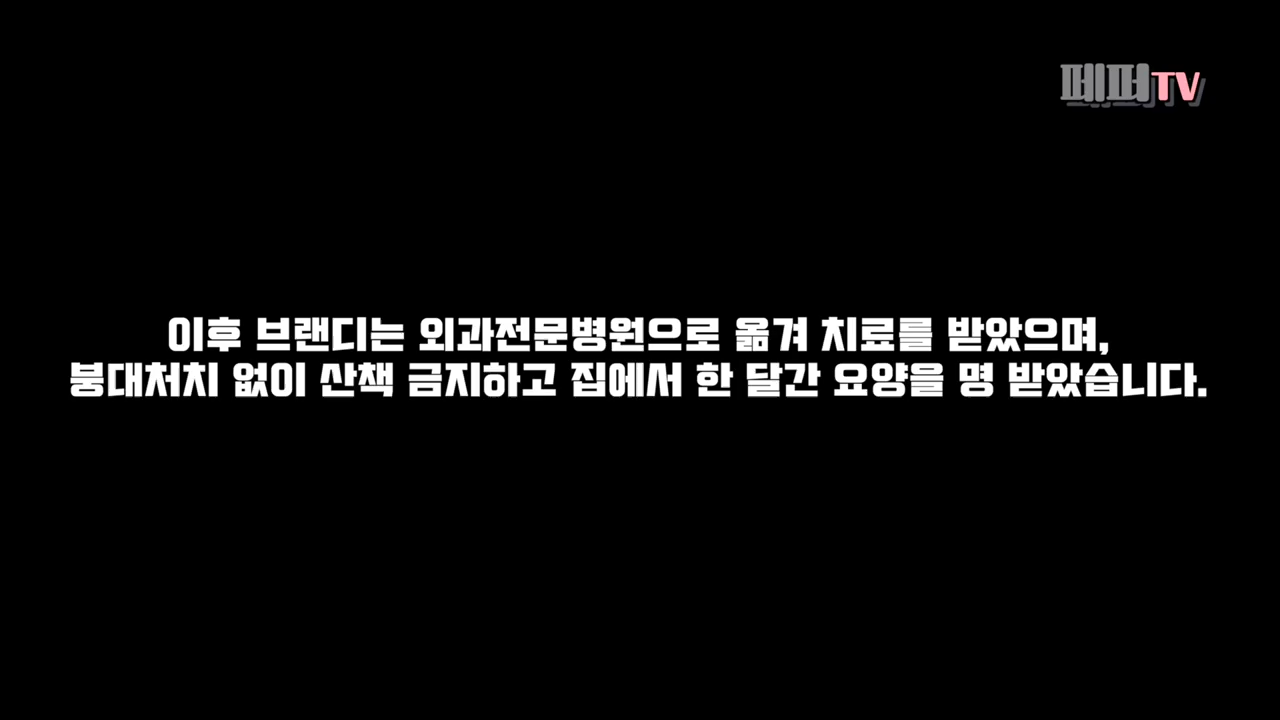 페퍼TV
이후 브랜디는 외과전문병원으로 옮겨 치료를 받았으며,
붕대처치 없이 산책 금지하고 집에서 한 달간 요양을 명 받았습니다.